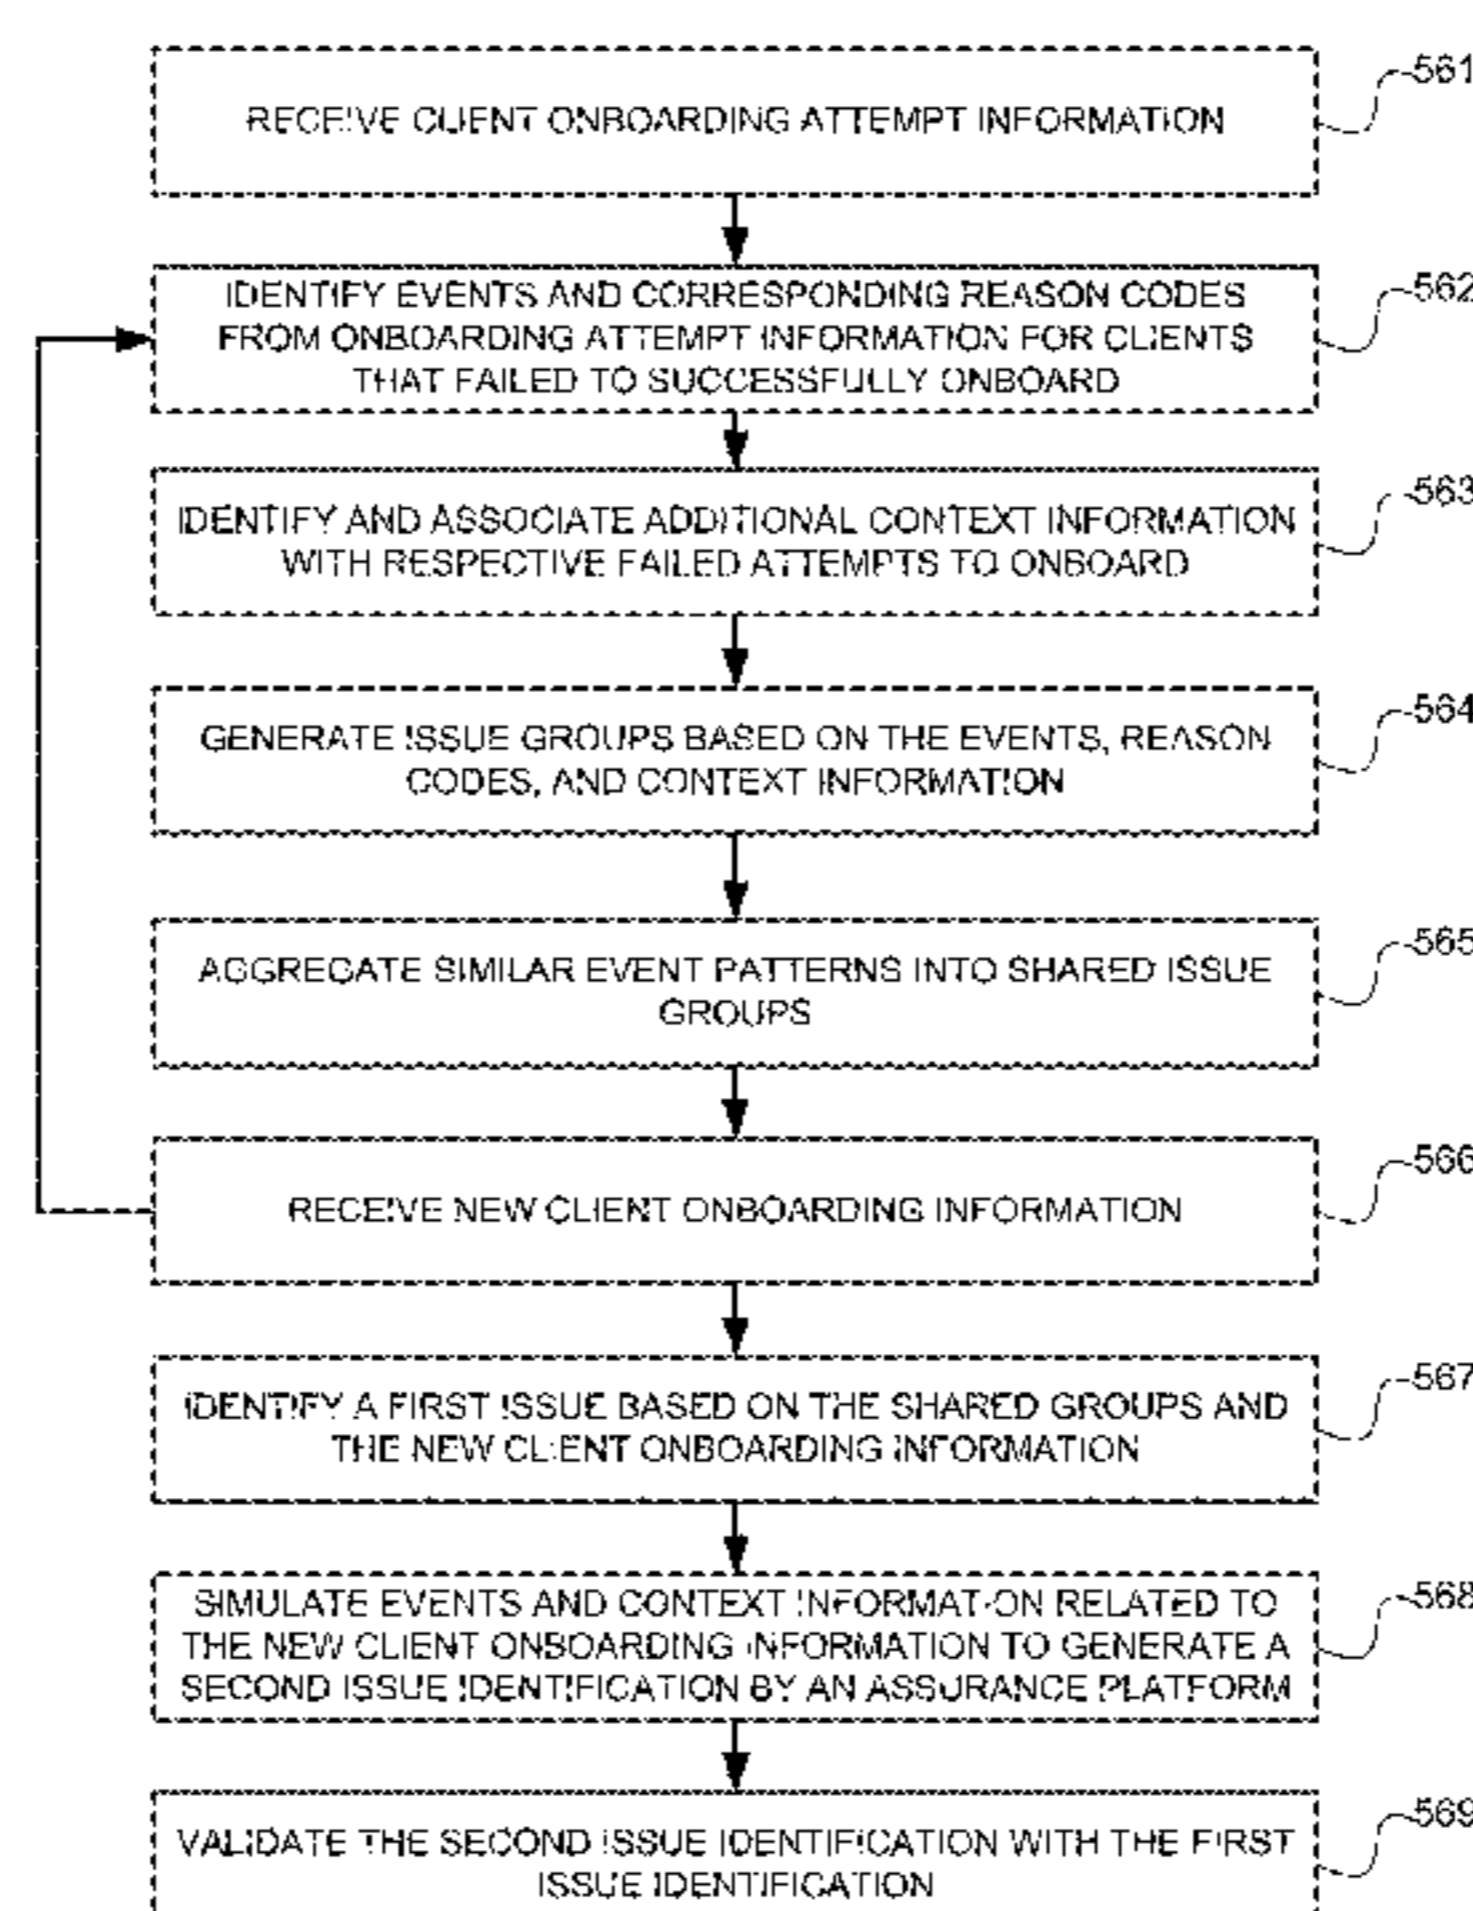 561
RECEIVE CLIENT ONBOARDING ATTEMPT INFORMATION
562
IDENTIFY EVENTS AND CORRESPONDING REASON CODES
FROM ONBOARDING ATTEMPT INFORMATION FOR CLIENTS
THAT FAILED TO SUCCESSFULLY ONBOARD
563
IDENTIFY AND ASSOCIATE ADDITIONAL CONTEXT INFORMATION
WITH RESPECTIVE FAILED ATTEMPTS TO ONBOARD
564
GENERATE ISSUE GROUPS BASED ON THE EVENTS, REASON
CODES, AND CONTEXT INFORMATION
565
AGGREGATE SIMILAR EVENT PATTERNS INTO SHARED ISSUE
GROUPS
566
RECEIVE NEW CLIENT ONBOARDING INFORMATION
567
IDENTIFY A FIRST ISSUE BASED ON THE SHARED GROUPS AND
THE NEW CLIENT ONBOARDING INFORMATION
568
SIMULATE EVENTS AND CONTEXT INFORMATION RELATED TO
THE NEW CLIENT ONBOARDING INFORMATION TO GENERATE A
SECOND ISSUE IDENTIFICATION BY AN ASSURANCE PLATFORM
569
VALIDATE THE SECOND ISSUE IDENTIFICATION WITH THE FIRST
ISSUE IDENTIFICATION